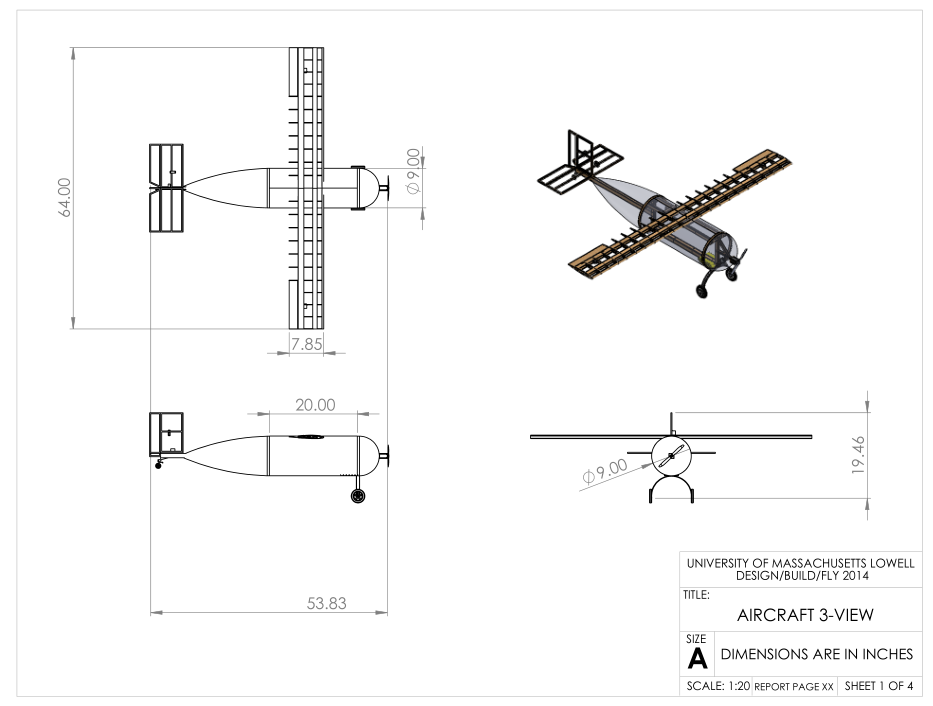 64.00
∅9.00
7.85
20.00
∅9.00
19.46
53.83
UNIVERSITY OF MASSACHUSETTS LOWELL
DESIGN/BUILD/FLY 2014
TITLE:
AIRCRAFT 3-VIEW
SIZE
A
DIMENSIONS ARE IN INCHES
SCALE: 1:20 REPORT PAGE XX SHEET 1 OF 4